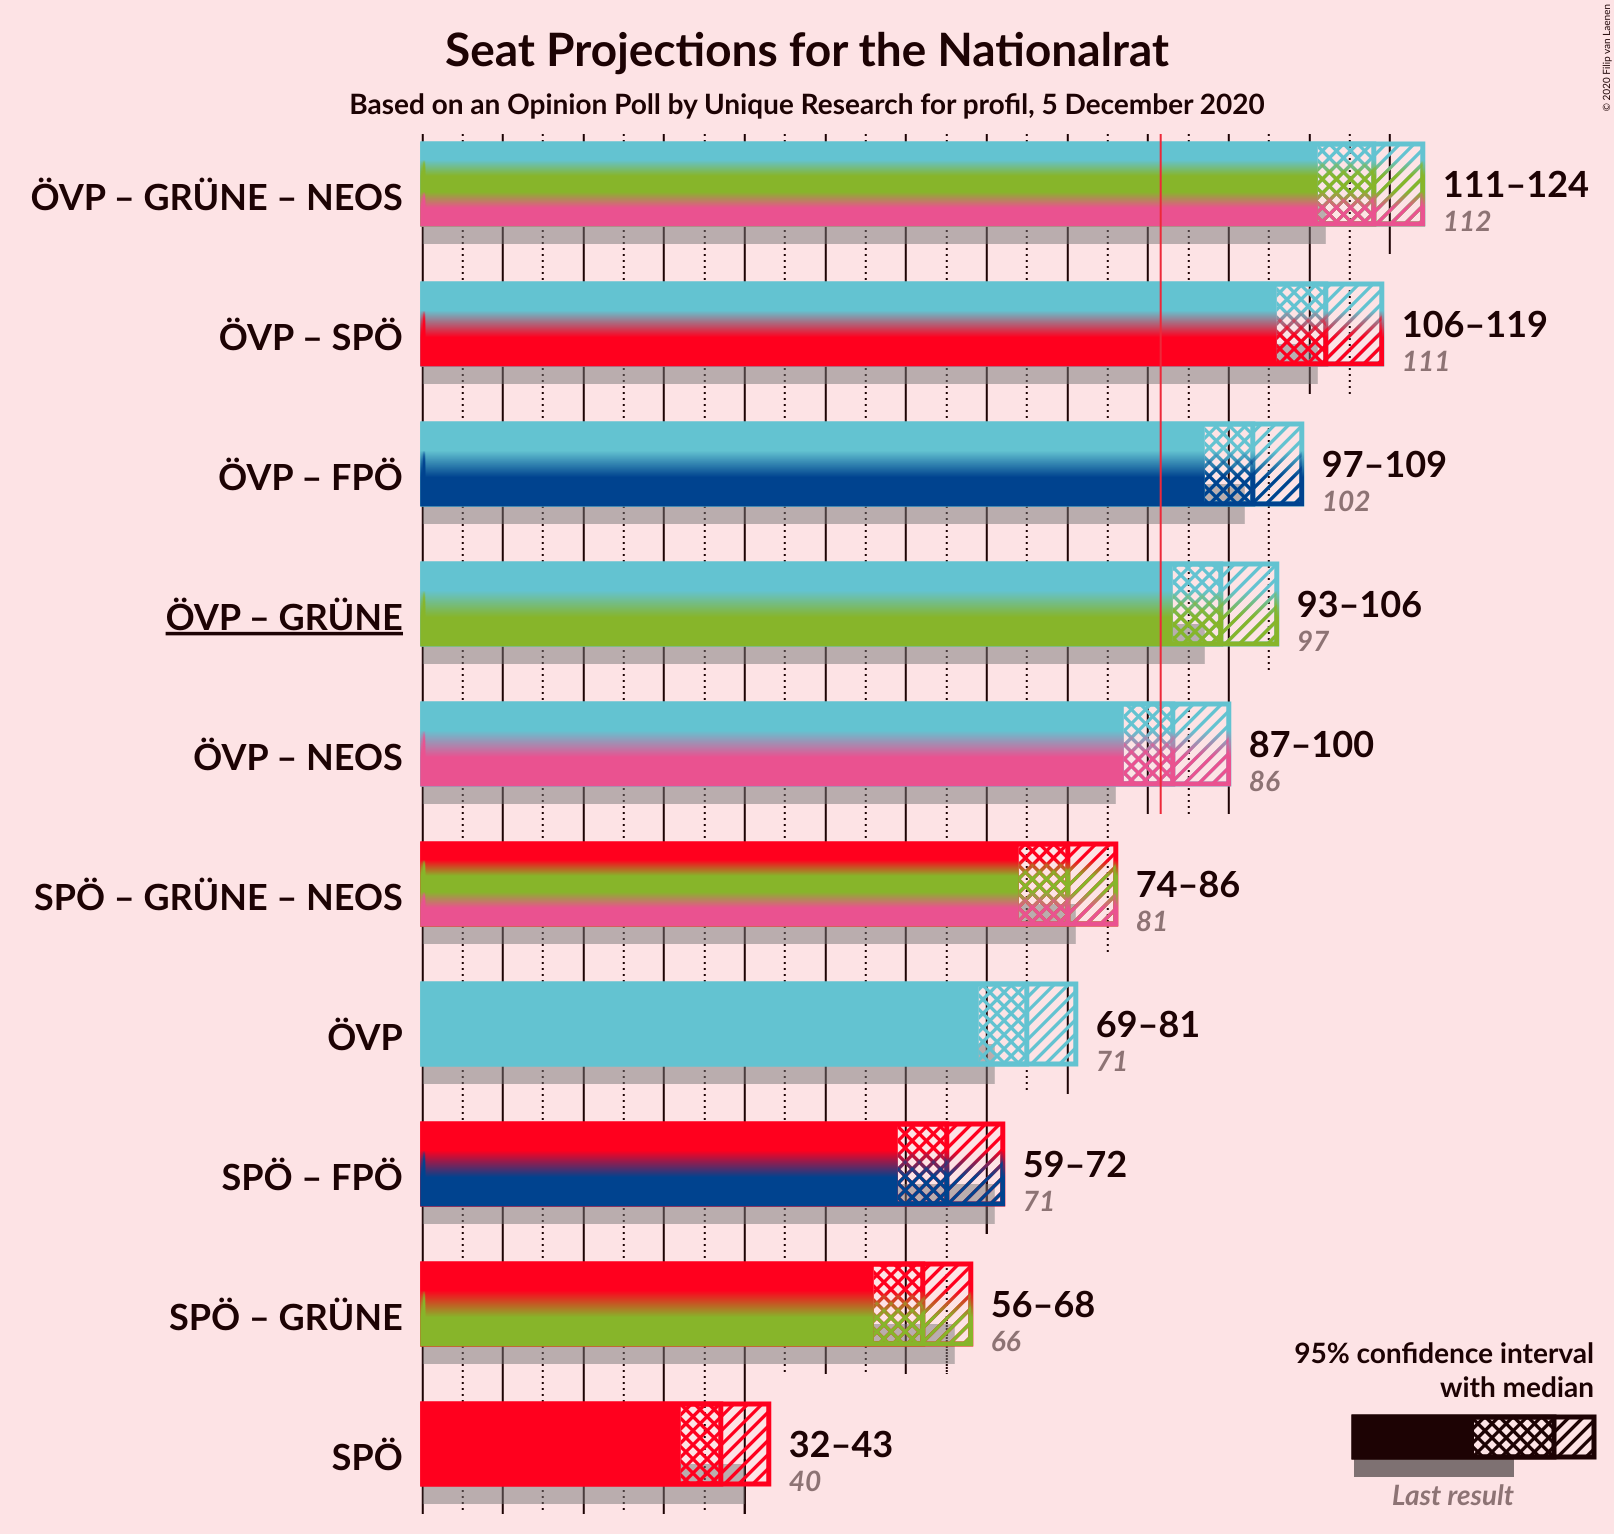 Seat Projections for the Nationalrat
Based on an Opinion Poll by Unique Research for profil, 5 December 2020
© 2020 Filip van Laenen
ÖVP – GRÜNE – NEOS
111–124
112
ÖVP – SPÖ
106–119
111
ÖVP – FPÖ
97–109
102
ÖVP – GRÜNE
93–106
97
ÖVP – NEOS
87–100
86
SPÖ – GRÜNE – NEOS
74–86
81
ÖVP
69–81
71
SPÖ – FPÖ
59–72
71
SPÖ – GRÜNE
56–68
66
SPÖ
32–43
40
95% confidence interval
with median
Last result